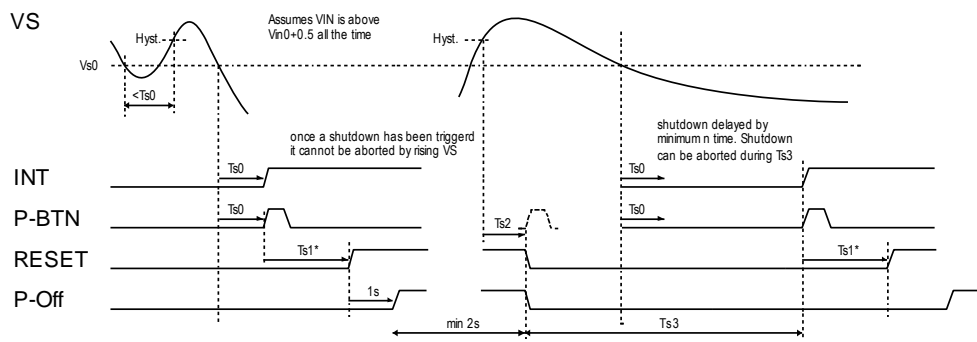 VS
Assumes VIN is above
Vin0+0.5 all the time
Hyst.
Hyst.
Vs0
<Ts0
once a shutdown has been triggerd
it cannot be aborted by rising VS
shutdown delayed by
minimum n time. Shutdown
can be aborted during Ts3
INT
Ts0
Ts0
P-BTN
Ts0
Ts2
Ts0
RESET
Ts1*
Ts1*
P-Off
1s
min 2s
Ts3